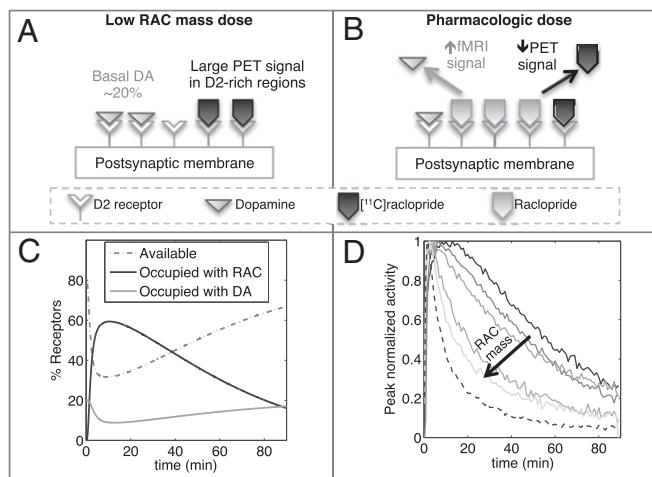 A
Low RAC mass dose
Basal DA
~20%
Large PET signal
in D2-rich regions
Postsynaptic membrane
B
Pharmacologic dose
fMRI
signal
PET
signal
Postsynaptic membrane
D2 receptor
Dopamine
[¹¹C]raclopride
Raclopride
C
% Receptors
80
60
40
20
0
Available
Occupied with RAC
Occupied with DA
0 20 40 60 80
time (min)
D
Peak normalized activity
1
0.8
0.6
0.4
0.2
0
RAC
mass
0 20 40 60 80
time (min)